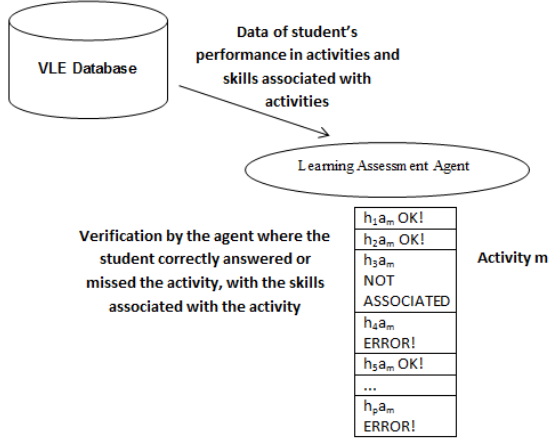 VLE Database
Data of student's
performance in activities and
skills associated with
activities
Learning Assessment Agent
Verification by the agent where the
student correctly answered or
missed the activity, with the skills
associated with the activity
h₁aₘ OK!
h₂aₘ OK!
h₃aₘ
NOT
ASSOCIATED
h₄aₘ
ERROR!
h₅aₘ OK!
...
hₚaₘ
ERROR!
Activity m